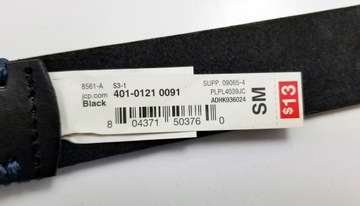 8561-A S3-1 SUPP. 09065-4
jcp.com 401-0121 0091 PLPL4039JC
Black ADHK936024
8 04371 50376 0
SM
$13